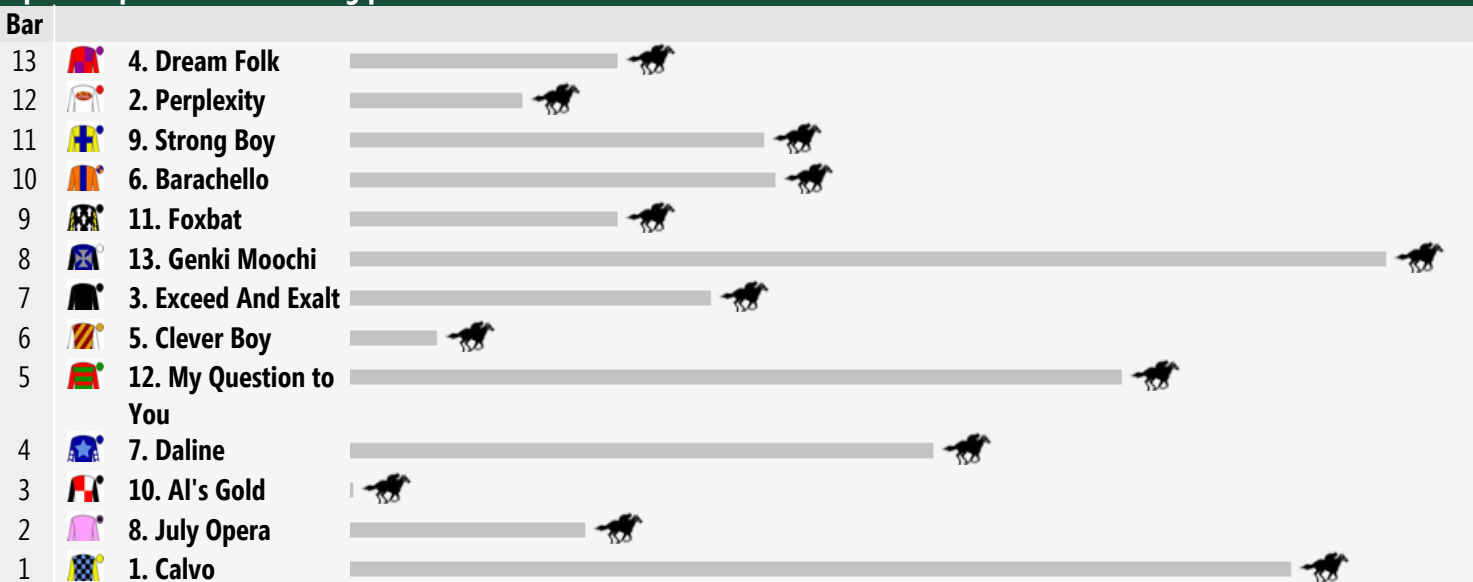 Bar
13 4. Dream Folk
12 2. Perplexity
11 9. Strong Boy
10 6. Barachello
9 11. Foxbat
8 13. Genki Moochi
7 3. Exceed And Exalt
6 5. Clever Boy
5 12. My Question to
You
4 7. Daline
3 10. Al's Gold
2 8. July Opera
1 1. Calvo